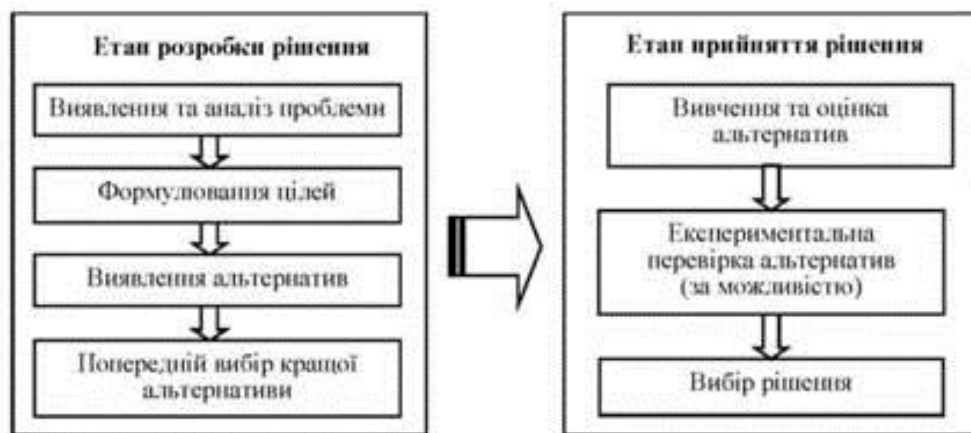 Етап розробки рішення
Виявлення та аналіз проблеми
Формулювання цілей
Виявлення альтернатив
Попередній вибір кращої
альтернативи
Етап прийняття рішення
Вивчення та оцінка
альтернатив
Експериментальна
перевірка альтернатив
(за можливістю)
Вибір рішення